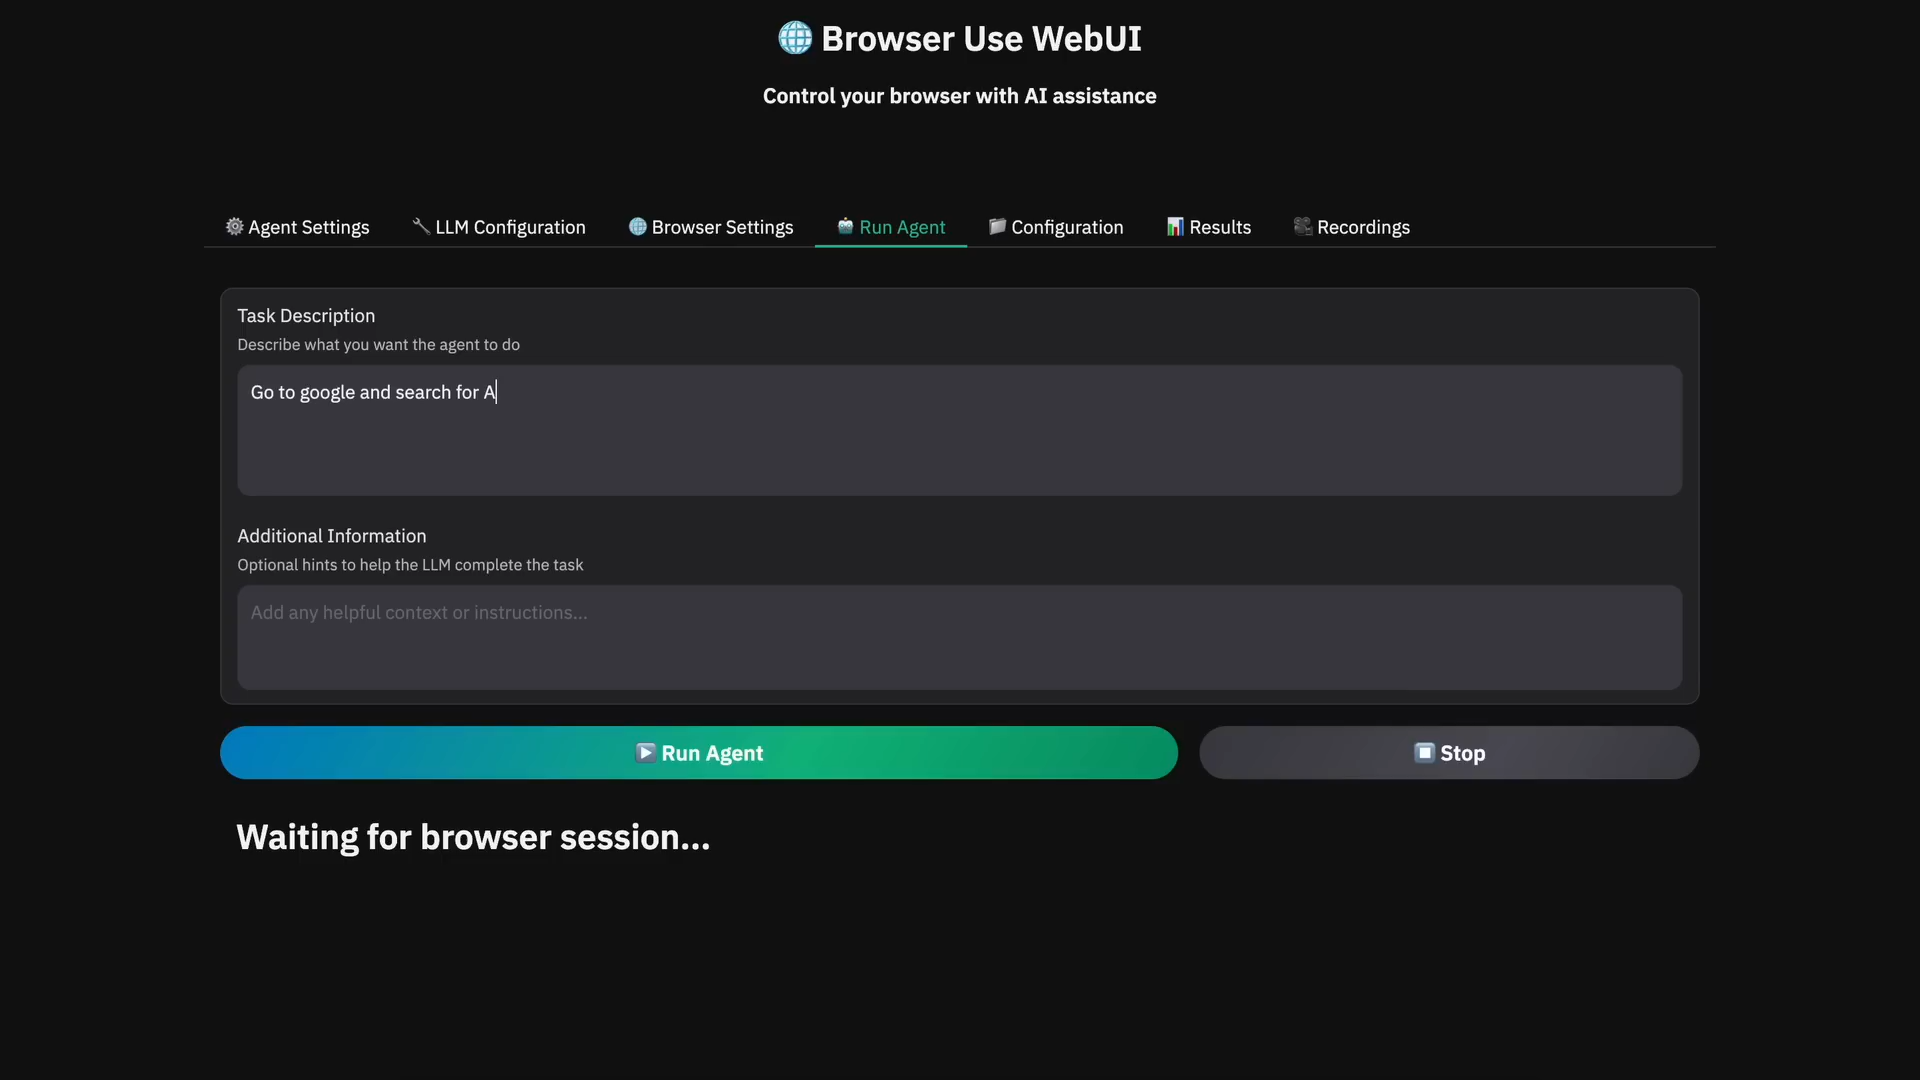 🌐 Browser Use WebUI
Control your browser with AI assistance
⚙️ Agent Settings 🔧 LLM Configuration 🌐 Browser Settings 🤖 Run Agent 📁 Configuration 📊 Results 🎥 Recordings
Task Description
Describe what you want the agent to do
Go to google and search for A
Additional Information
Optional hints to help the LLM complete the task
Add any helpful context or instructions...
▶️ Run Agent ⏹️ Stop
Waiting for browser session...